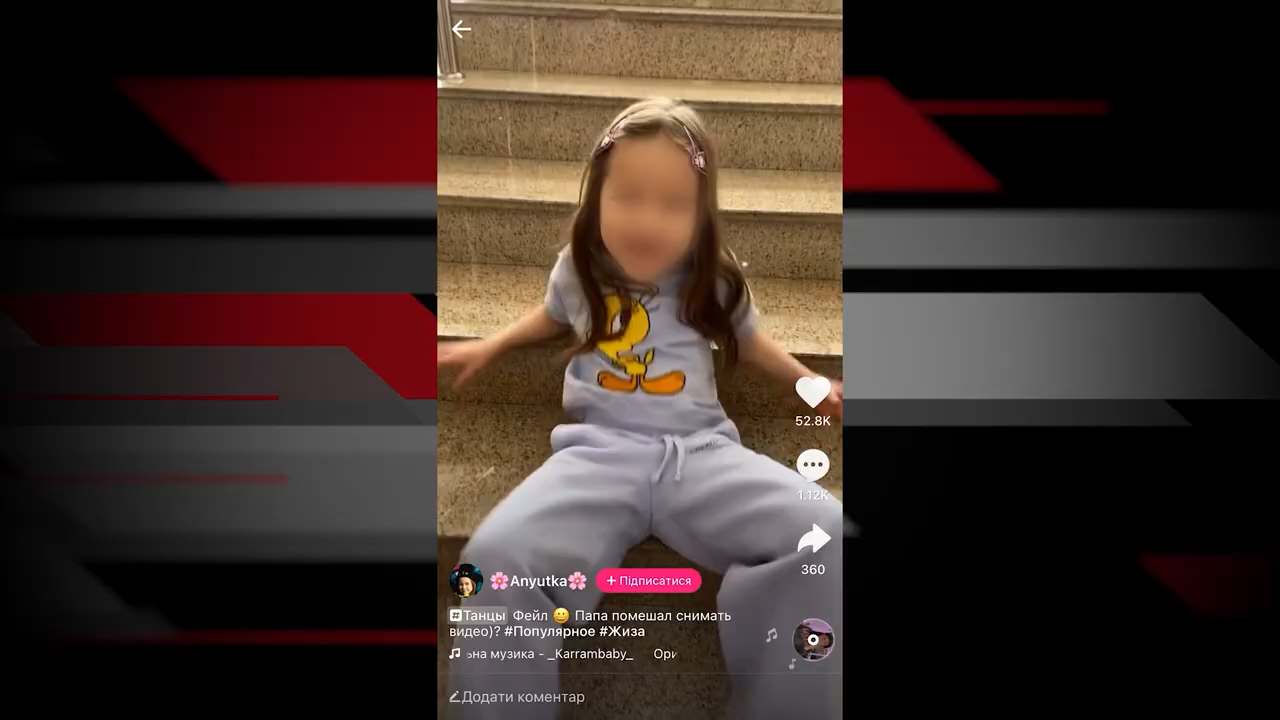 52.8K
1.12K
360
🌸Anyutka🌸 + Підписатися
#Танцы Фейл 😀 Папа помешал снимать
видео)? #Популярное #Жиза
ьна музика - _Karrambaby_ Ори
Додати коментар